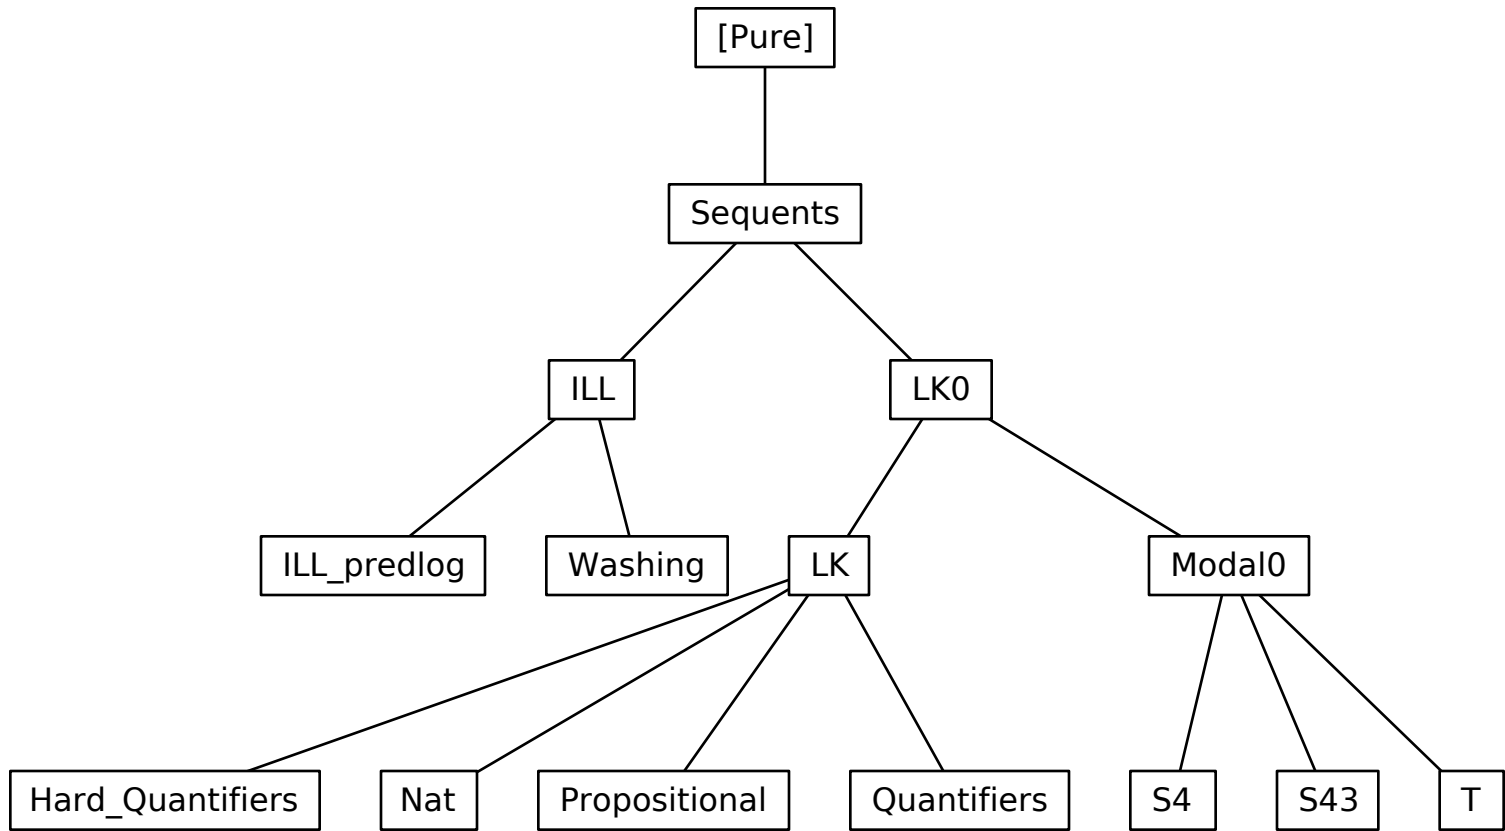 [Pure]
Sequents
ILL
LK0
ILL_predlog
Washing
LK
Modal0
Hard_Quantifiers
Nat
Propositional
Quantifiers
S4
S43
T